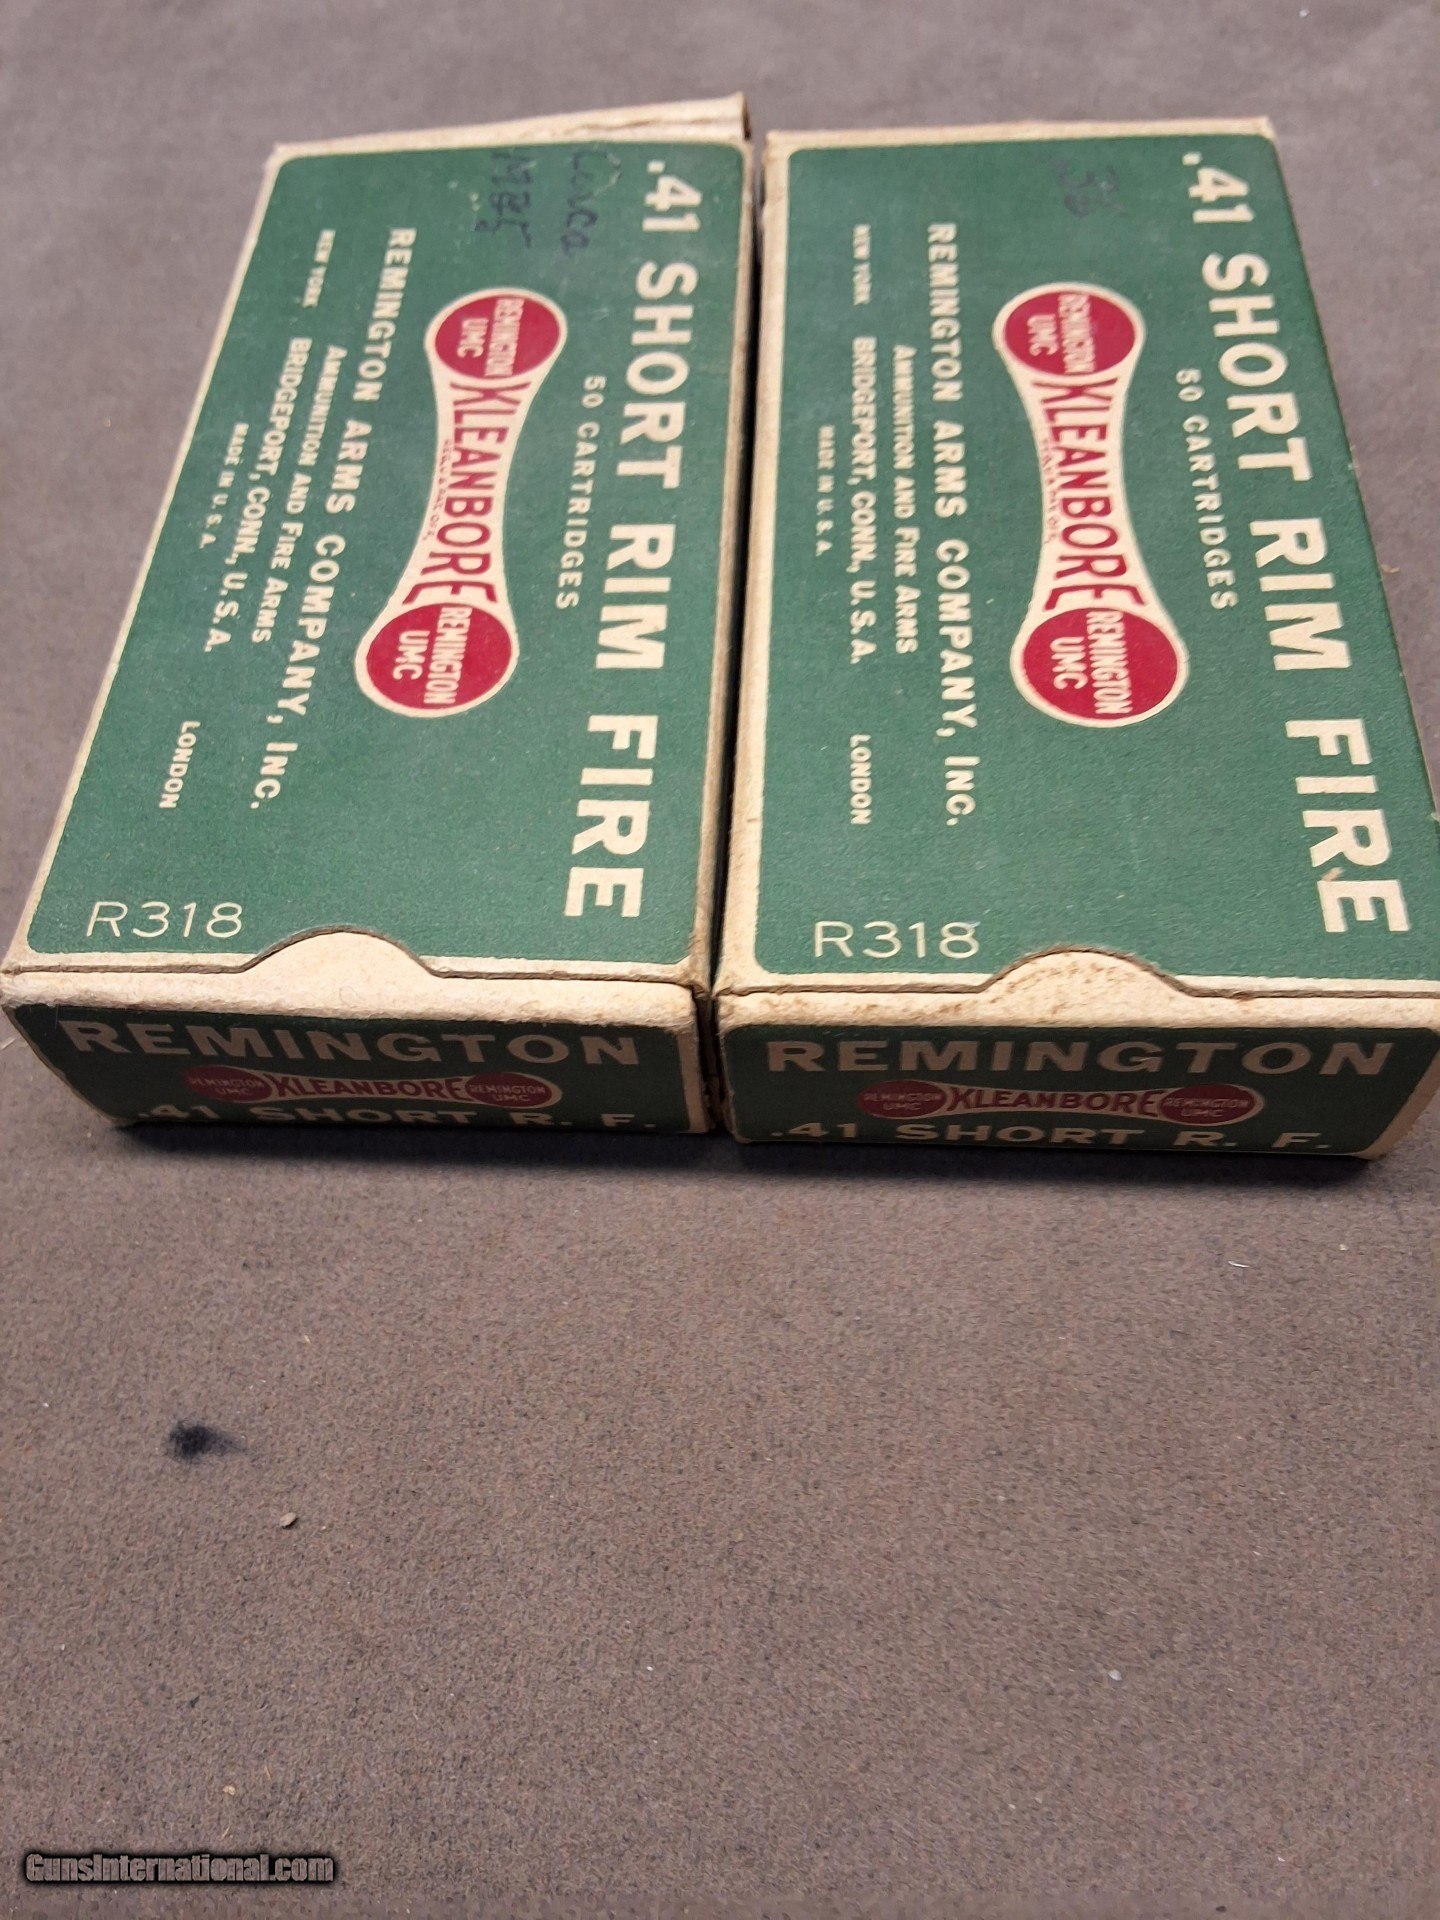 .41 SHORT RIM FIRE
50 CARTRIDGES
REMINGTON UMC
KLEANBORE
REMINGTON UMC
REMINGTON ARMS COMPANY, INC.
AMMUNITION AND FIRE ARMS
NEW YORK BRIDGEPORT, CONN., U.S.A. LONDON
MADE IN U.S.A.
R318
REMINGTON
REMINGTON UMC KLEANBORE REMINGTON UMC
.41 SHORT R. F.
.41 SHORT RIM FIRE
50 CARTRIDGES
REMINGTON UMC
KLEANBORE
REMINGTON UMC
REMINGTON ARMS COMPANY, INC.
AMMUNITION AND FIRE ARMS
NEW YORK BRIDGEPORT, CONN., U.S.A. LONDON
MADE IN U.S.A.
R318
REMINGTON
REMINGTON UMC KLEANBORE REMINGTON UMC
.41 SHORT R. F.
GunsInternational.com